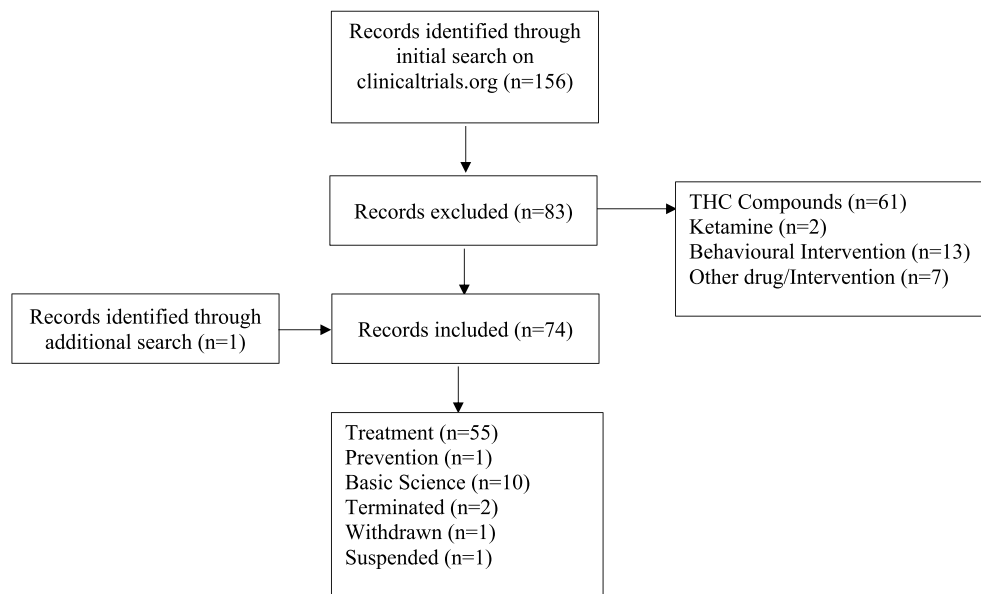 Records identified through
initial search on
clinicaltrials.org (n=156)
Records excluded (n=83)
THC Compounds (n=61)
Ketamine (n=2)
Behavioural Intervention (n=13)
Other drug/Intervention (n=7)
Records identified through
additional search (n=1)
Records included (n=74)
Treatment (n=55)
Prevention (n=1)
Basic Science (n=10)
Terminated (n=2)
Withdrawn (n=1)
Suspended (n=1)